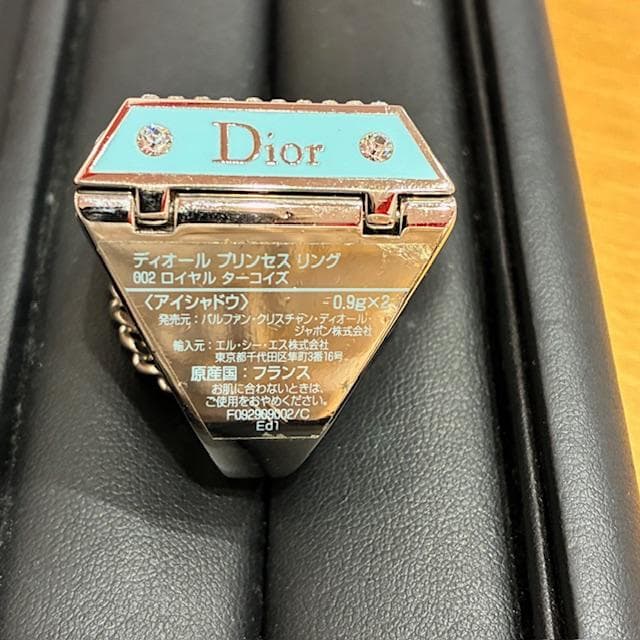 Dior
ディオール プリンセス リング
002 ロイヤル ターコイズ
〈アイシャドウ〉 0.9g×2
発売元：パルファン・クリスチャン・ディオール・
ジャポン株式会社
輸入元：エル・シー・エス株式会社
東京都千代田区隼町3番16号
原産国：フランス
お肌に合わないときは、
ご使用をおやめください。
F092909002/C
Ed1